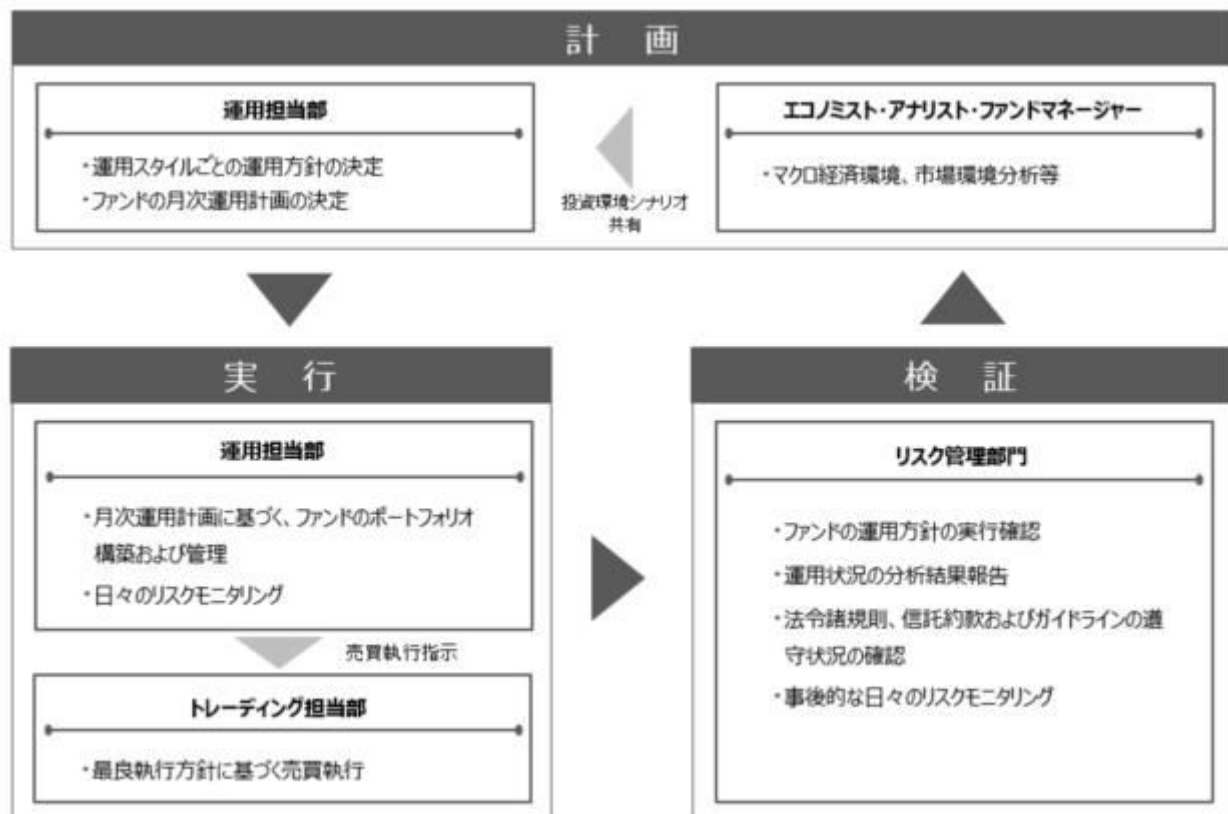 計 画
運用担当部
・運用スタイルごとの運用方針の決定
・ファンドの月次運用計画の決定
投資環境シナリオ
共有
エコノミスト・アナリスト・ファンドマネージャー
・マクロ経済環境、市場環境分析等
実 行
運用担当部
・月次運用計画に基づく、ファンドのポートフォリオ
構築および管理
・日々のリスクモニタリング
売買執行指示
トレーディング担当部
・最良執行方針に基づく売買執行
検 証
リスク管理部門
・ファンドの運用方針の実行確認
・運用状況の分析結果報告
・法令諸規則、信託約款およびガイドラインの遵
守状況の確認
・事後的な日々のリスクモニタリング